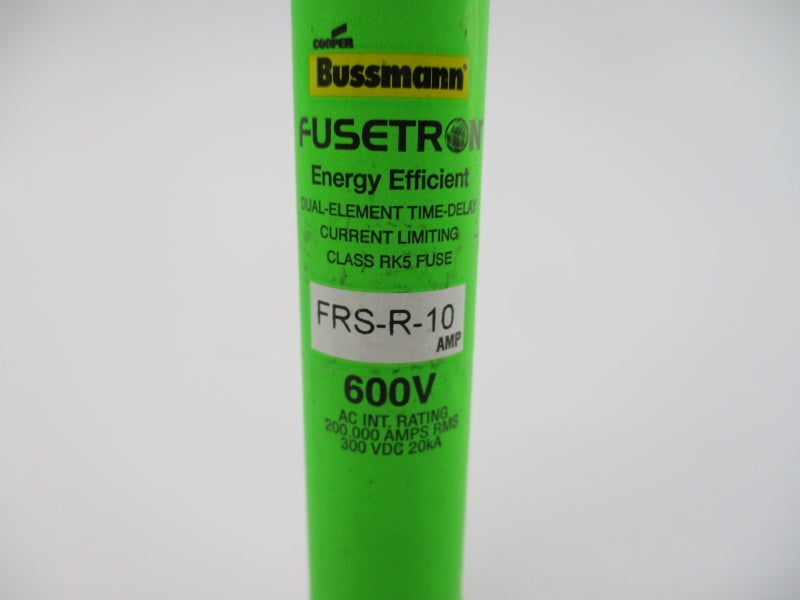 COOPER
Bussmann
FUSETRON
Energy Efficient
DUAL-ELEMENT TIME-DELAY
CURRENT LIMITING
CLASS RK5 FUSE
FRS-R-10
AMP
600V
AC INT. RATING
200,000 AMPS RMS
300 VDC 20kA